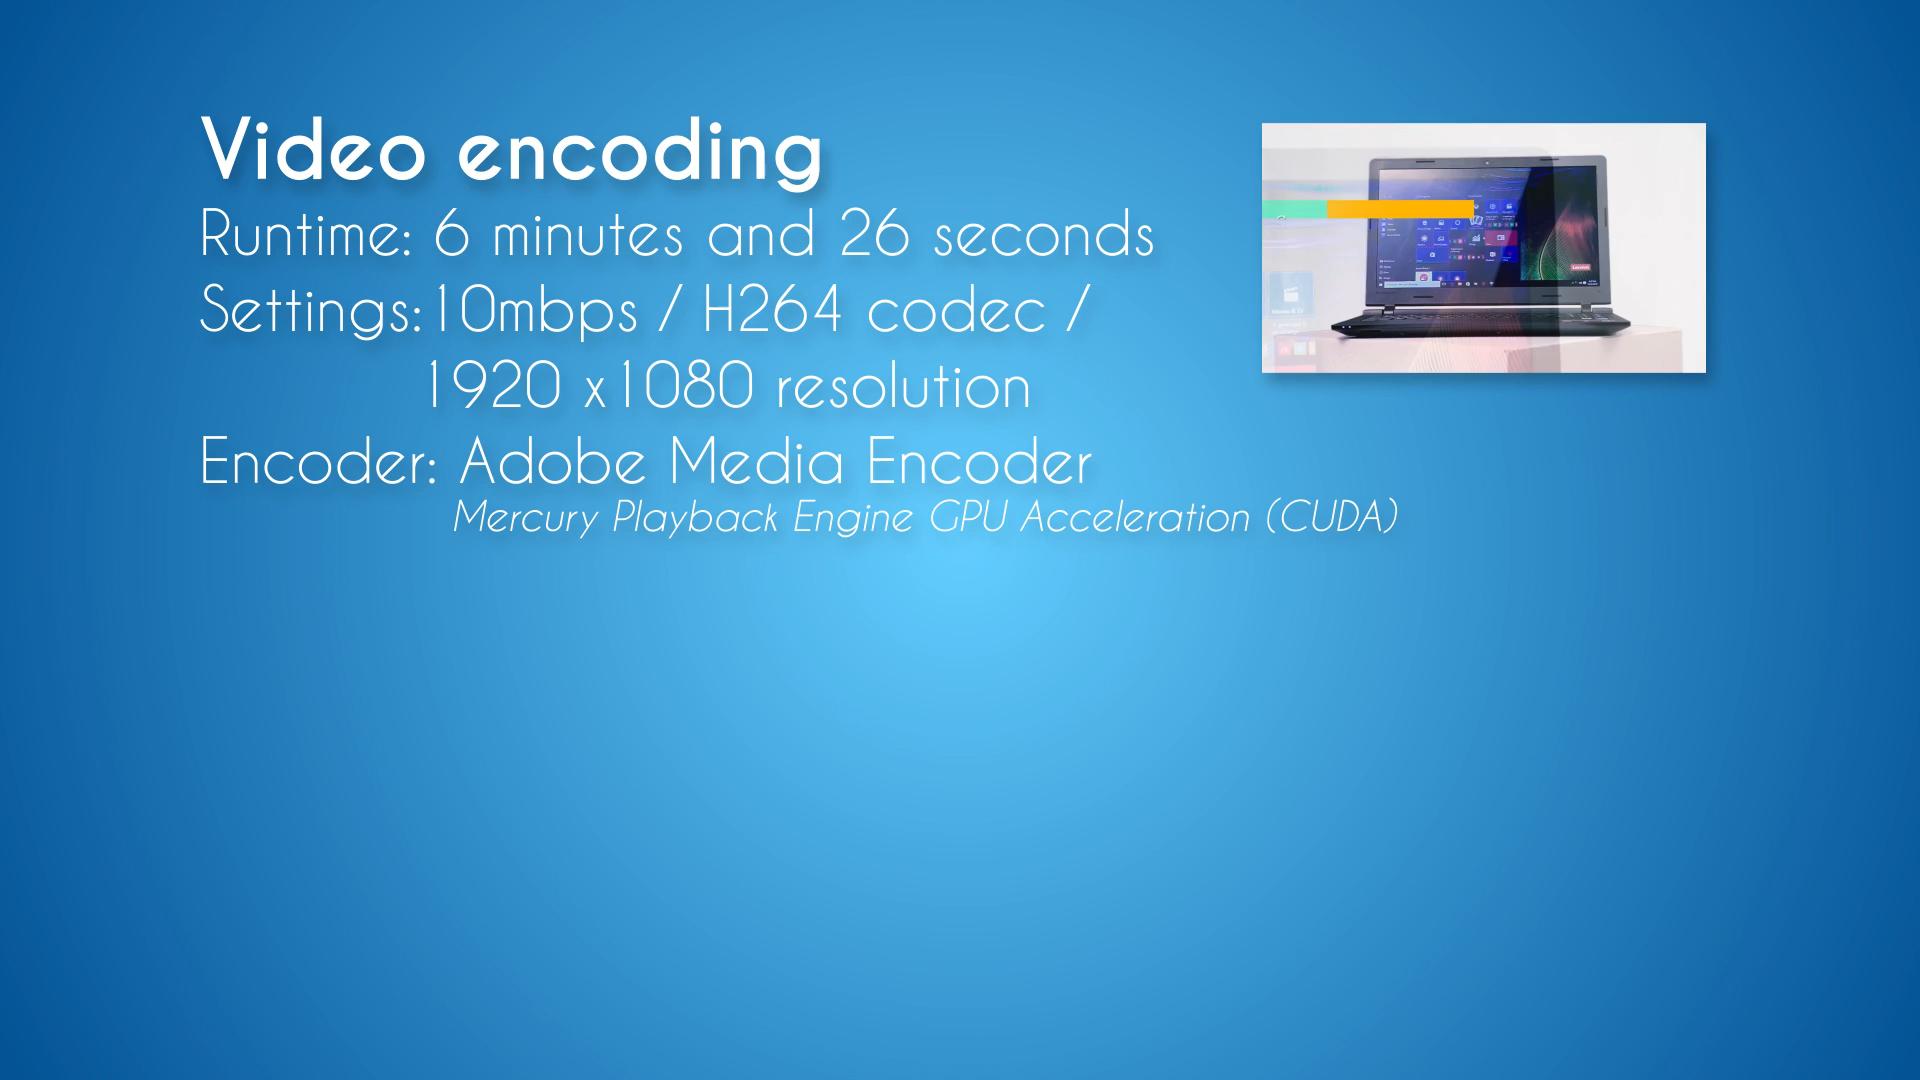 Video encoding
Runtime: 6 minutes and 26 seconds
Settings: 10mbps / H264 codec /
1920 x1080 resolution
Encoder: Adobe Media Encoder
Mercury Playback Engine GPU Acceleration (CUDA)
Lenovo